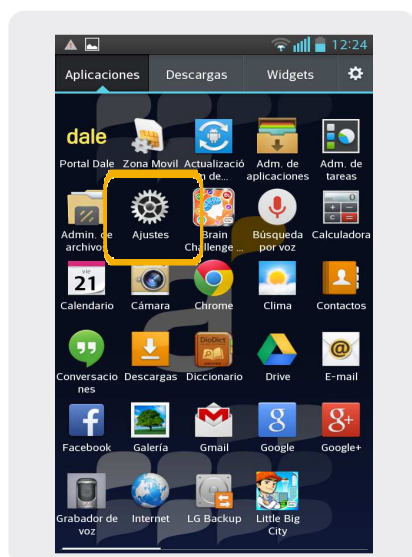 12:24
Aplicaciones Descargas Widgets
dale
Portal Dale Zona Movil Actualizació Adm. de Adm. de
n de... aplicaciones tareas
Admin. de Ajustes Brain Búsqueda Calculadora
archivos Challenge ... por voz
vie
21
Calendario Cámara Chrome Clima Contactos
DioDict
Conversacio Descargas Diccionario Drive E-mail
nes
Facebook Galería Gmail Google Google+
Grabador de Internet LG Backup Little Big
voz City